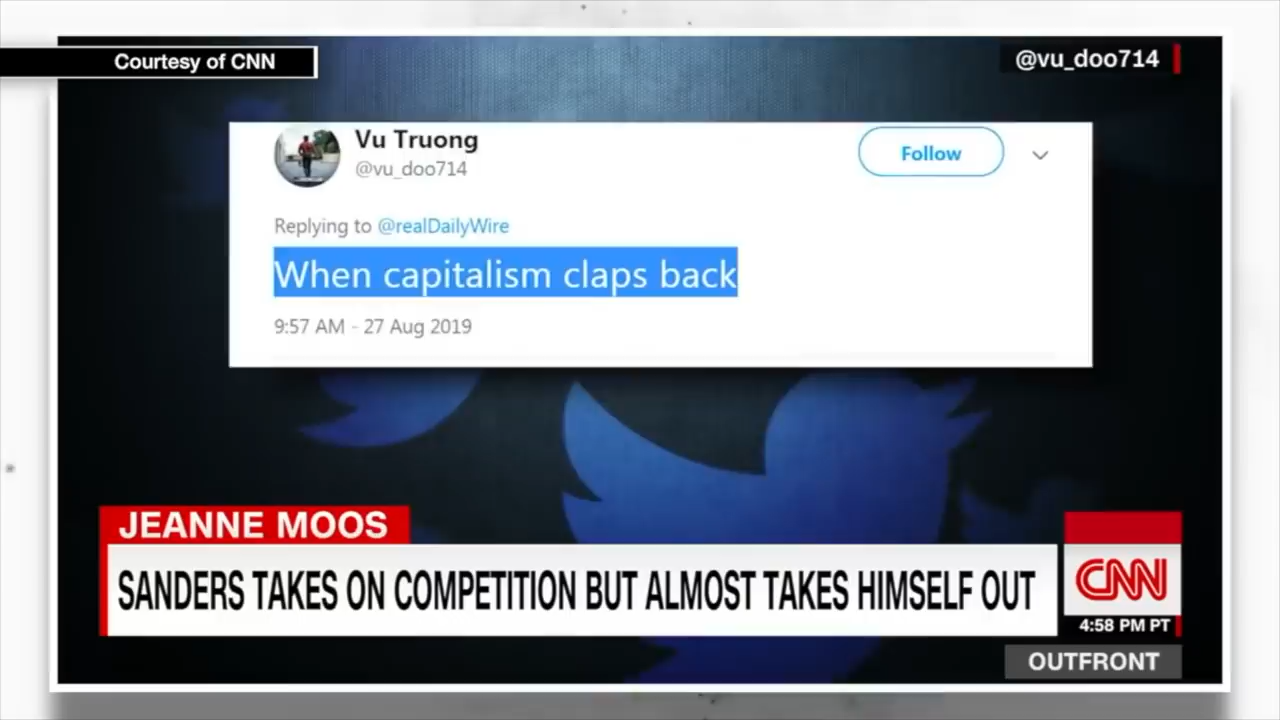 Courtesy of CNN
@vu_doo714
Vu Truong
@vu_doo714
Follow
Replying to @realDailyWire
When capitalism claps back
9:57 AM - 27 Aug 2019
JEANNE MOOS
SANDERS TAKES ON COMPETITION BUT ALMOST TAKES HIMSELF OUT
CNN
4:58 PM PT
OUTFRONT